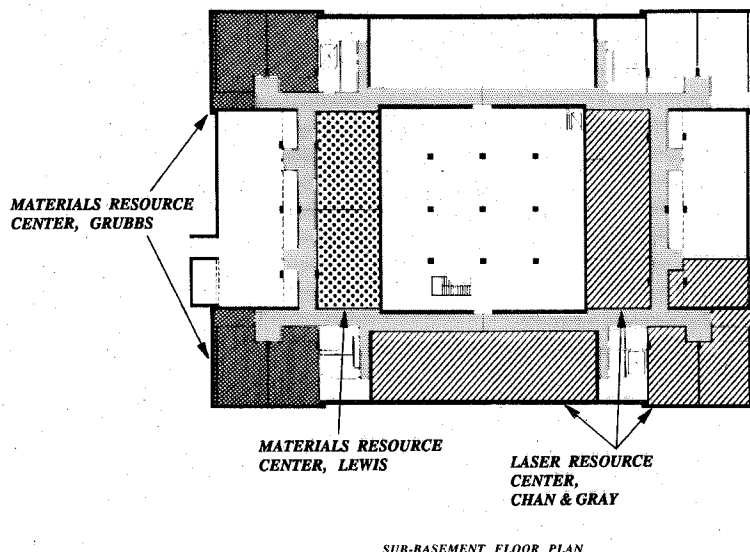 MATERIALS RESOURCE
CENTER, GRUBBS
MATERIALS RESOURCE
CENTER, LEWIS
LASER RESOURCE
CENTER,
CHAN & GRAY
SUB-BASEMENT FLOOR PLAN